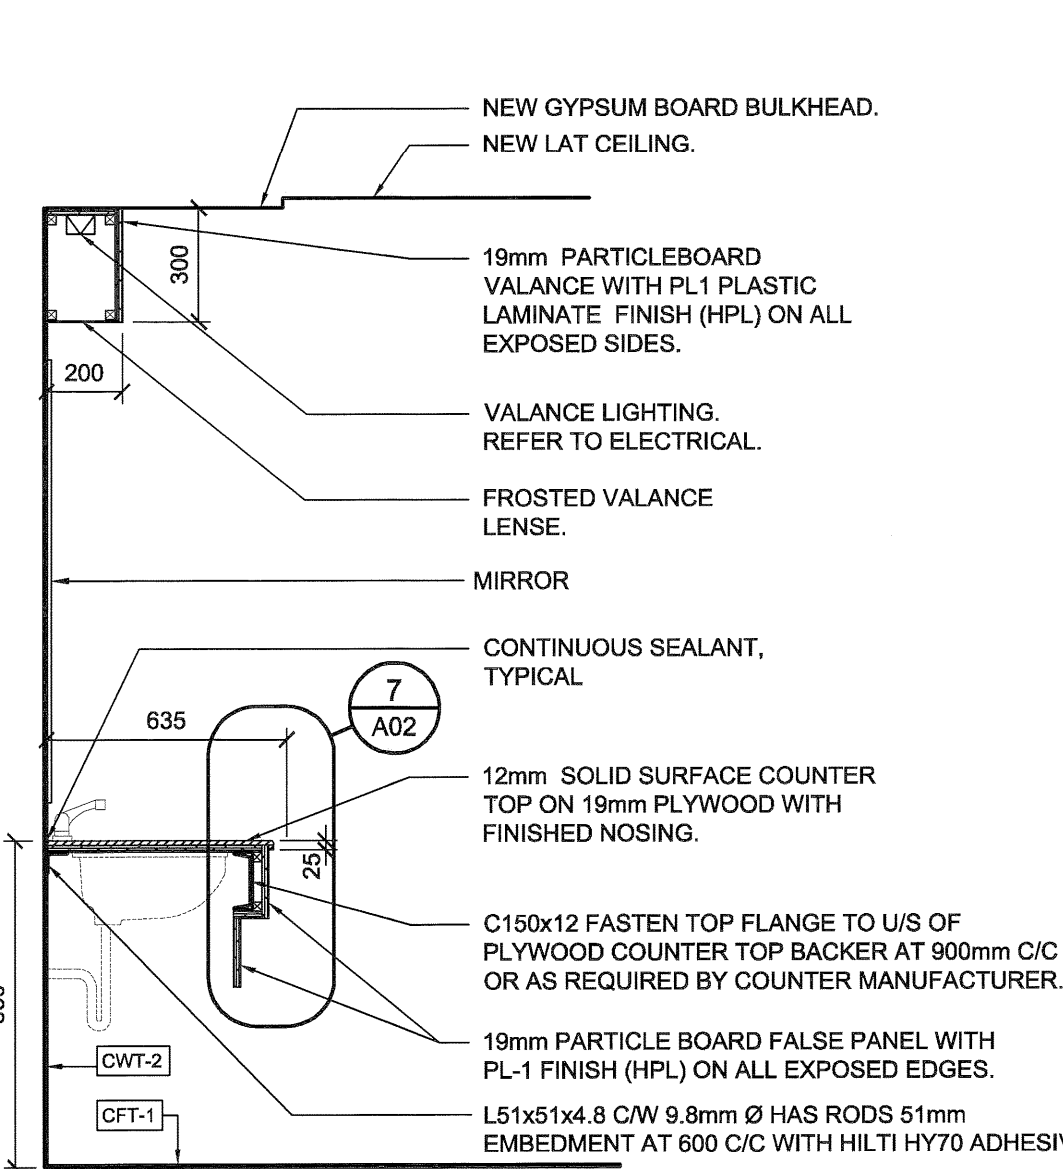 NEW GYPSUM BOARD BULKHEAD.
NEW LAT CEILING.
300
19mm PARTICLEBOARD
VALANCE WITH PL1 PLASTIC
LAMINATE FINISH (HPL) ON ALL
EXPOSED SIDES.
200
VALANCE LIGHTING.
REFER TO ELECTRICAL.
FROSTED VALANCE
LENSE.
MIRROR
CONTINUOUS SEALANT,
TYPICAL
7
A02
635
12mm SOLID SURFACE COUNTER
TOP ON 19mm PLYWOOD WITH
FINISHED NOSING.
25
C150x12 FASTEN TOP FLANGE TO U/S OF
PLYWOOD COUNTER TOP BACKER AT 900mm C/C
OR AS REQUIRED BY COUNTER MANUFACTURER.
19mm PARTICLE BOARD FALSE PANEL WITH
PL-1 FINISH (HPL) ON ALL EXPOSED EDGES.
CWT-2
CFT-1
L51x51x4.8 C/W 9.8mm Ø HAS RODS 51mm
EMBEDMENT AT 600 C/C WITH HILTI HY70